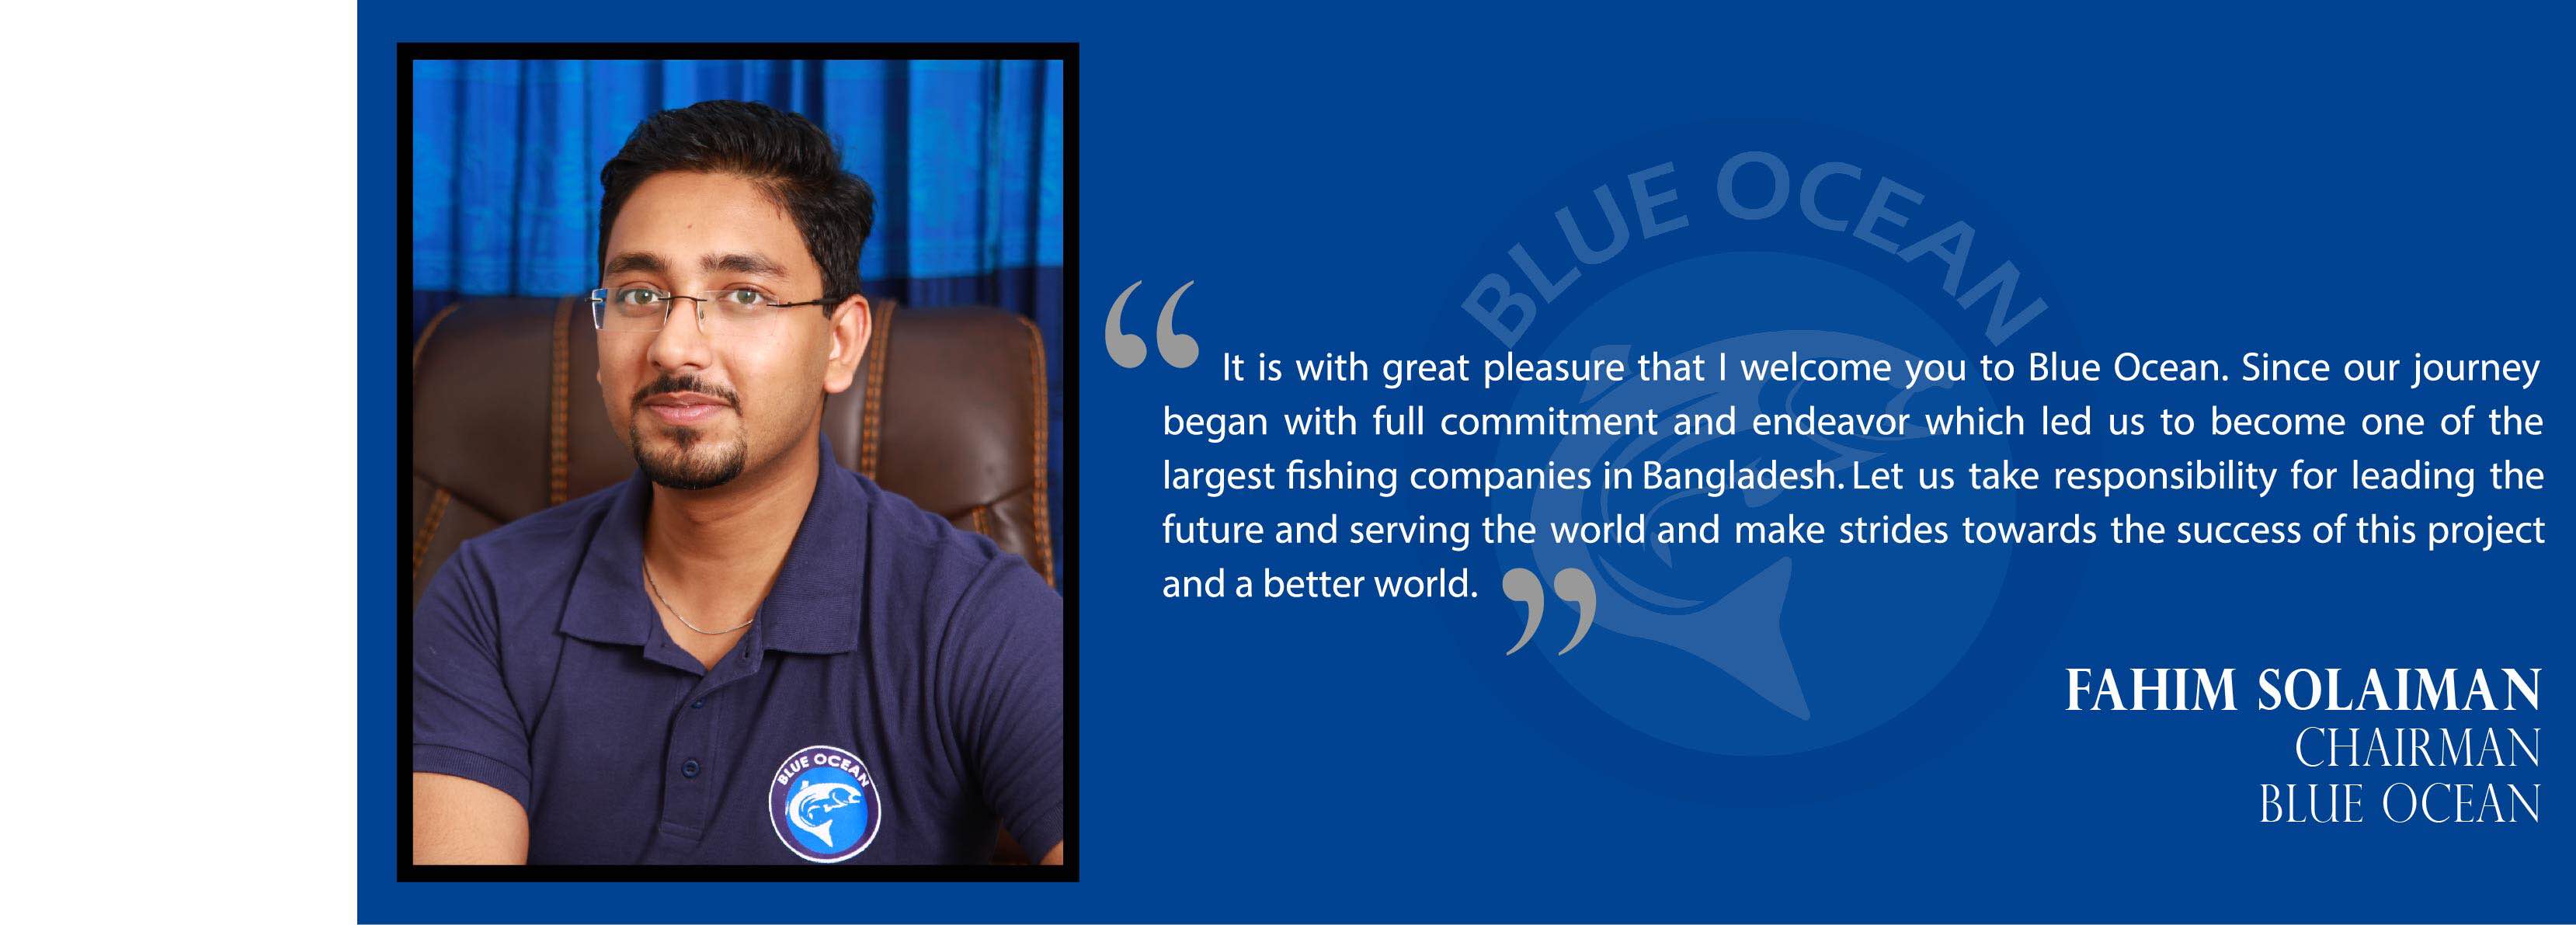 BLUE OCEAN
“ It is with great pleasure that I welcome you to Blue Ocean. Since our journey
began with full commitment and endeavor which led us to become one of the
largest fishing companies in Bangladesh. Let us take responsibility for leading the
future and serving the world and make strides towards the success of this project
and a better world. ”
FAHIM SOLAIMAN
CHAIRMAN
BLUE OCEAN
BLUE OCEAN